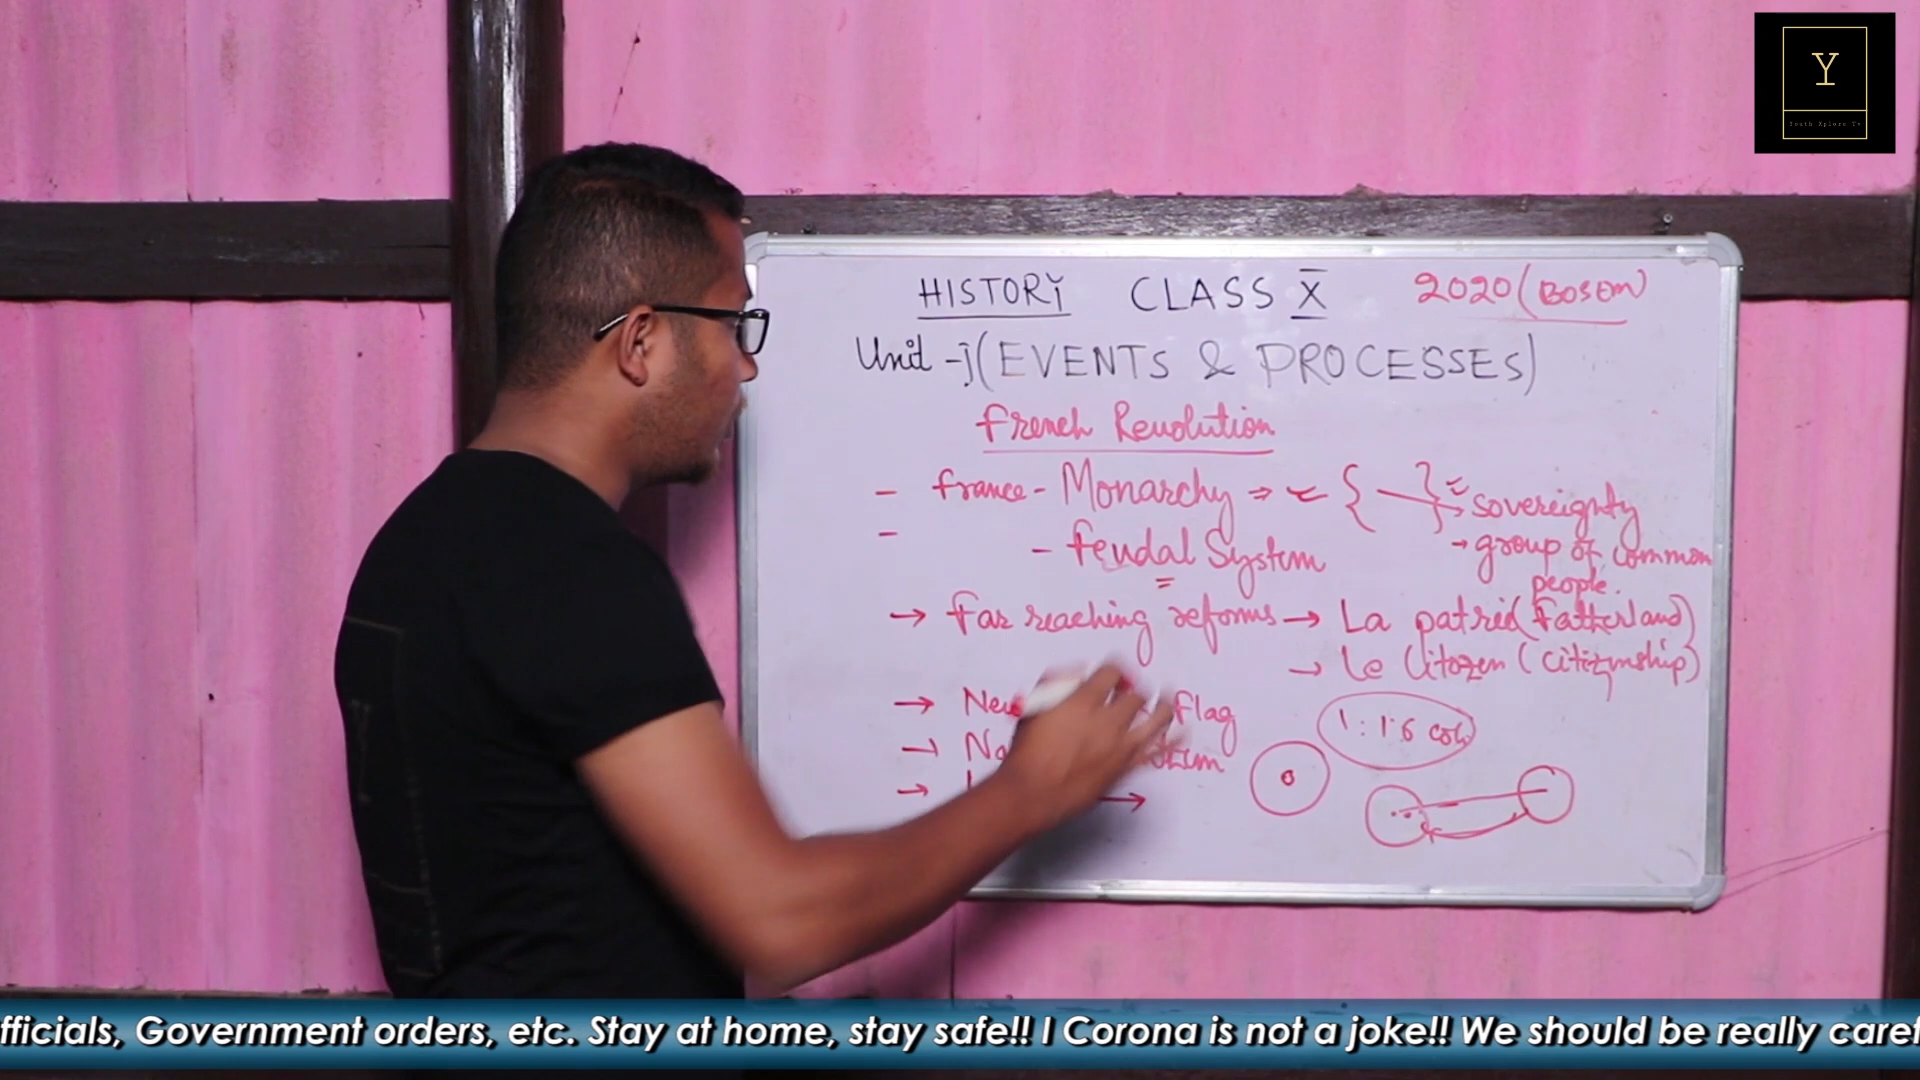 Y
HISTORY CLASS X 2020 (BOSEM)
Unit - I (EVENTS & PROCESSES)
French Revolution
- France - Monarchy ⇒ { } sovereignty
- → group of common
people.
- Feudal System
→ Far reaching reforms → La patrie (Fatherland)
→ Le Citozen (citizenship)
→ flag
1 : 1.6
→
→ →
fficials, Government orders, etc. Stay at home, stay safe!! I Corona is not a joke!! We should be really caref